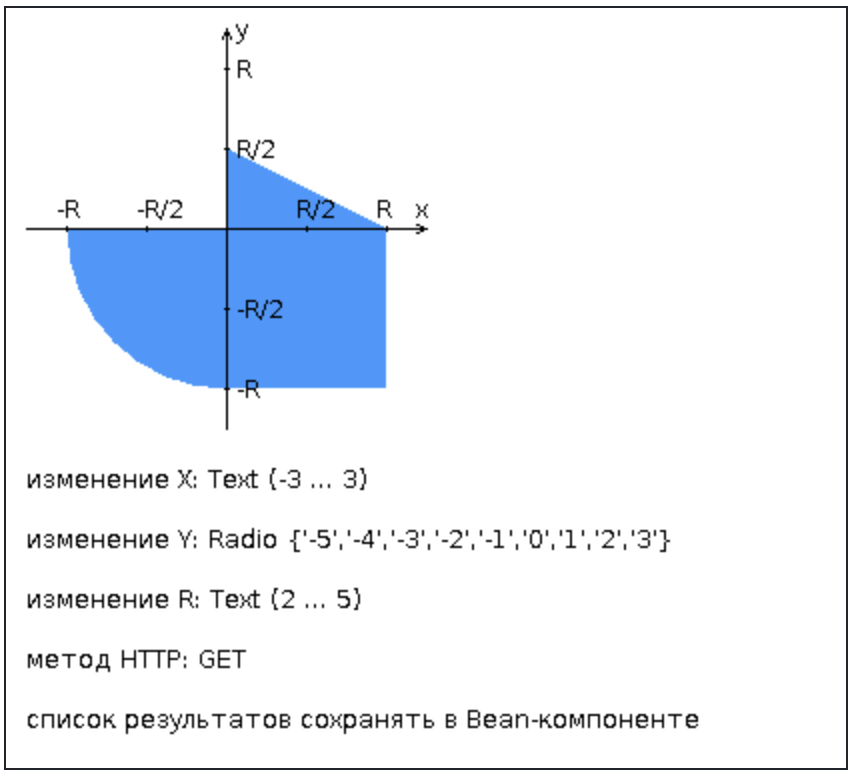 y
R
R/2
-R -R/2 R/2 R x
-R/2
-R
изменение X: Text (-3 ... 3)
изменение Y: Radio {'-5','-4','-3','-2','-1','0','1','2','3'}
изменение R: Text (2 ... 5)
метод HTTP: GET
список результатов сохранять в Bean-компоненте